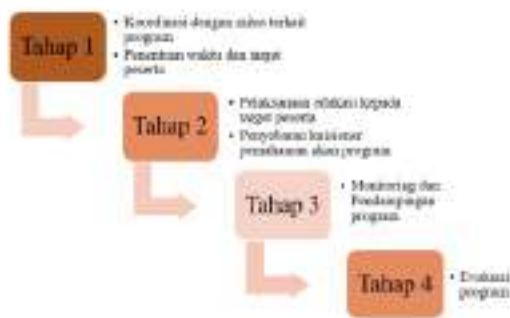 Tahap 1
• Koordinasi dengan mitra terkait
program
• Penentuan waktu dan target
peserta
Tahap 2
• Pelaksanaan edukasi kepada
target peserta
• Penyebaran kuisioner
pemahaman akan program
Tahap 3
• Monitoring dan
Pendampingan
program
Tahap 4
• Evaluasi
program